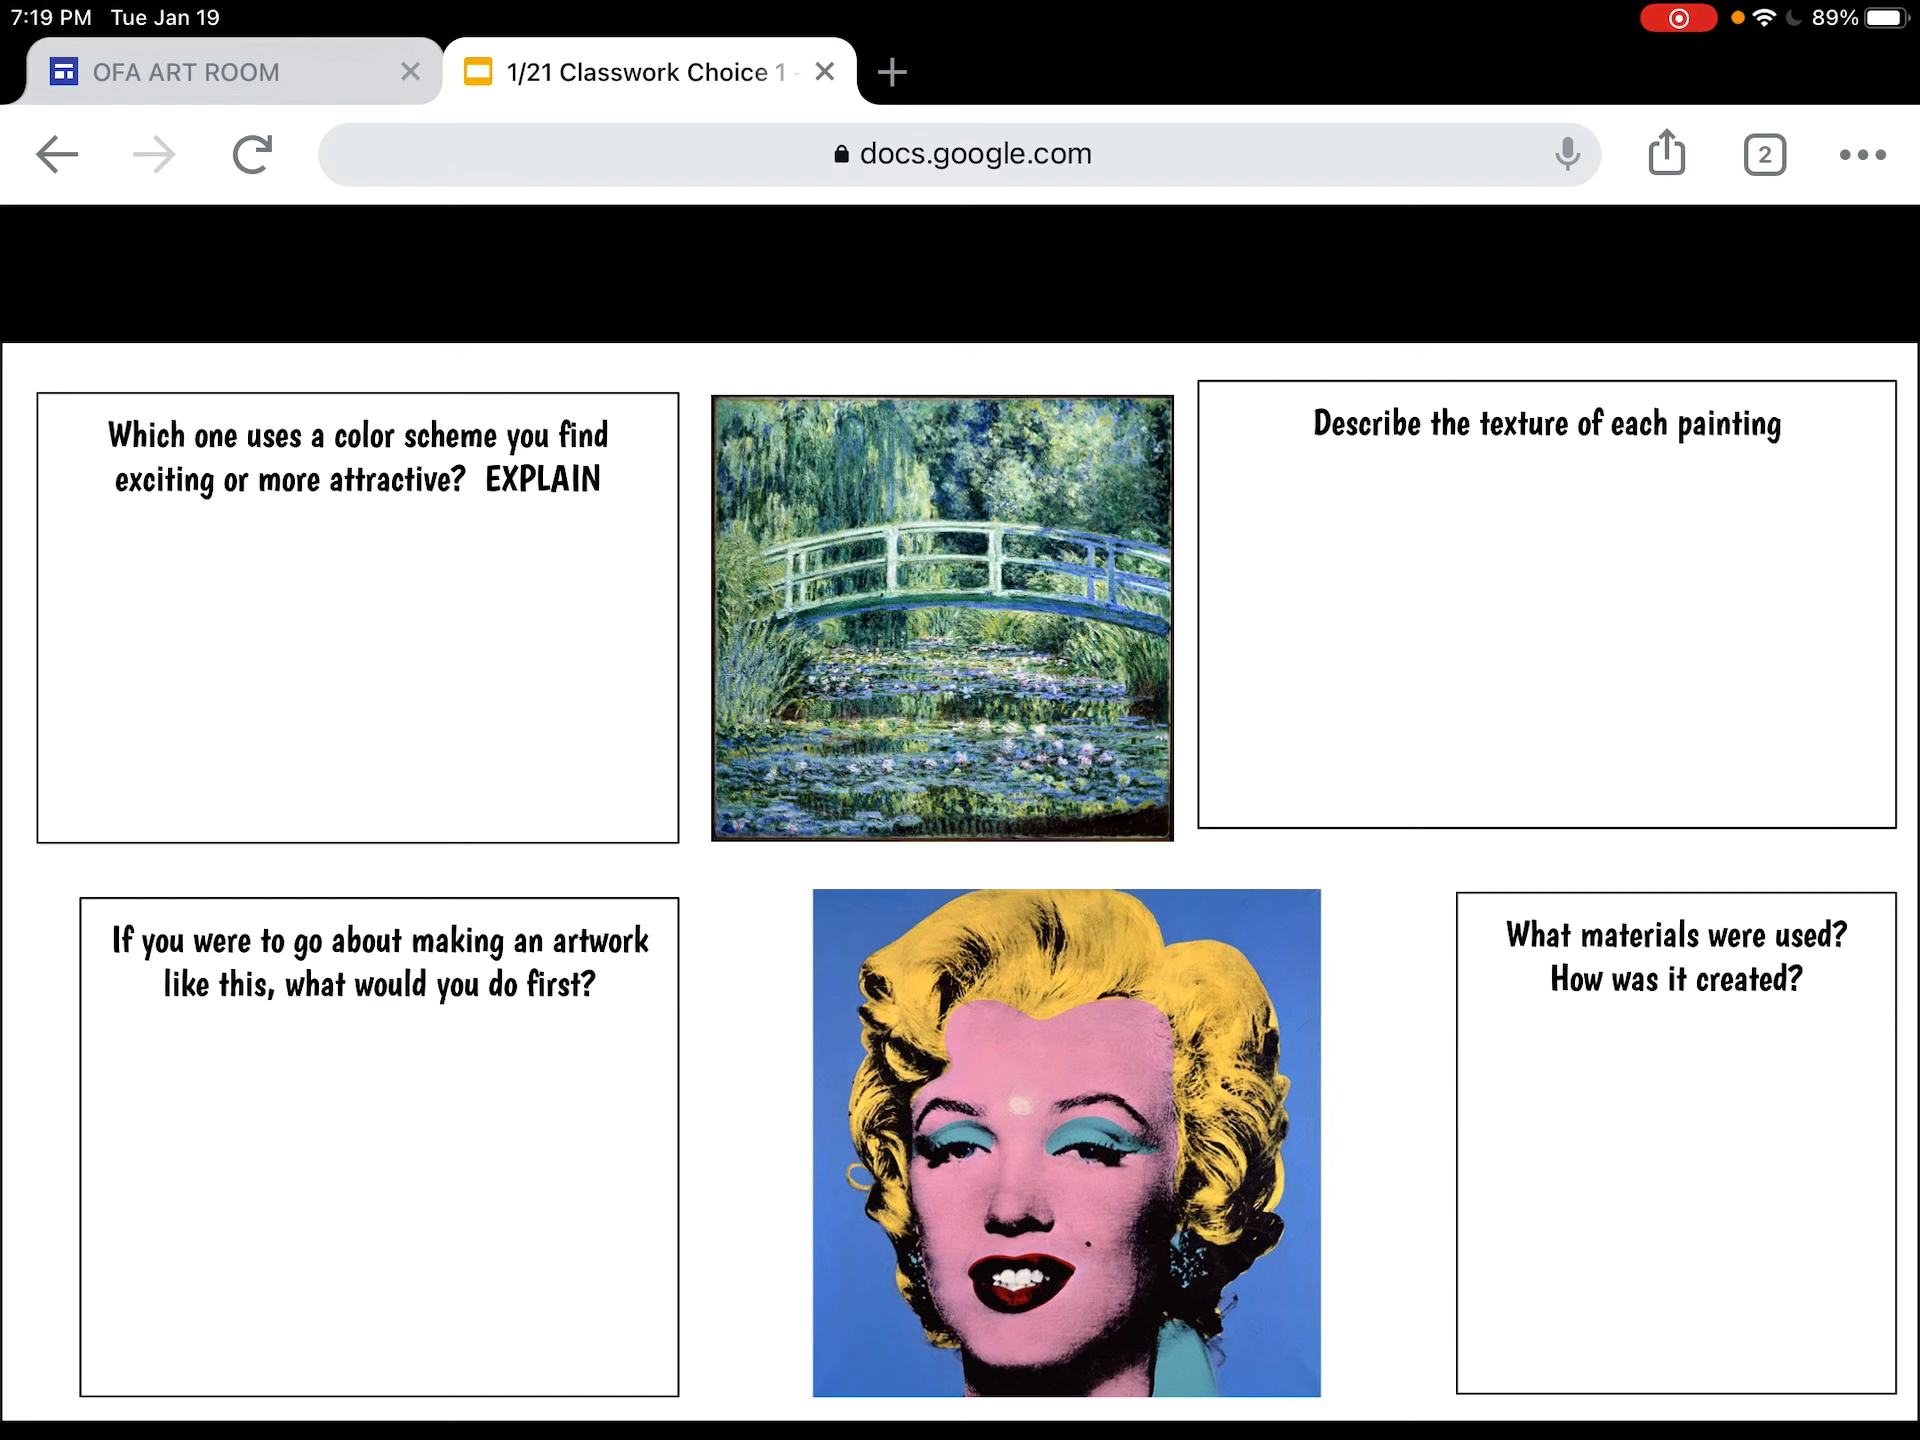 7:19 PM Tue Jan 19
89%
OFA ART ROOM
1/21 Classwork Choice 1 -
docs.google.com
2
Which one uses a color scheme you find
exciting or more attractive? EXPLAIN
Describe the texture of each painting
If you were to go about making an artwork
like this, what would you do first?
What materials were used?
How was it created?